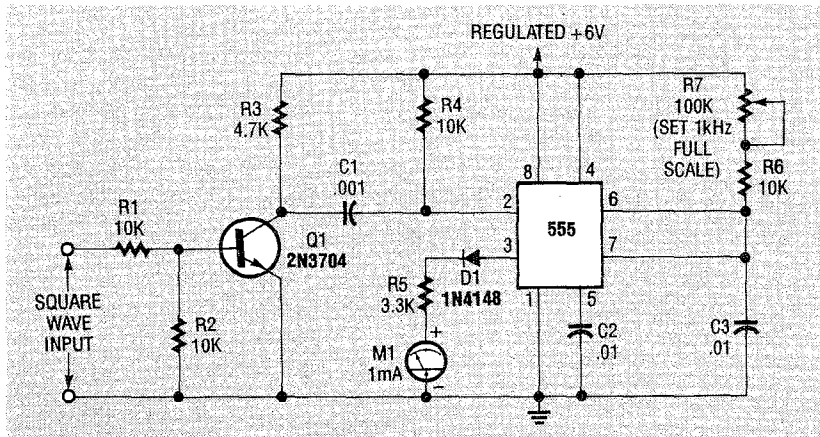 REGULATED +6V
R3
4.7K
R4
10K
R7
100K
(SET 1kHz
FULL
SCALE)
C1
.001
8
4
R6
10K
R1
10K
2
6
Q1
2N3704
555
3
7
D1
1N4148
R5
3.3K
1
5
SQUARE
WAVE
INPUT
R2
10K
+
M1
1mA
−
C2
.01
C3
.01